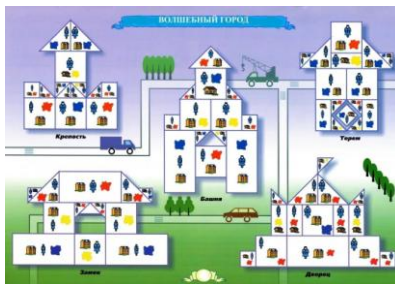 ВОЛШЕБНЫЙ ГОРОД
Крепость
Терем
Башня
Замок
Дворец